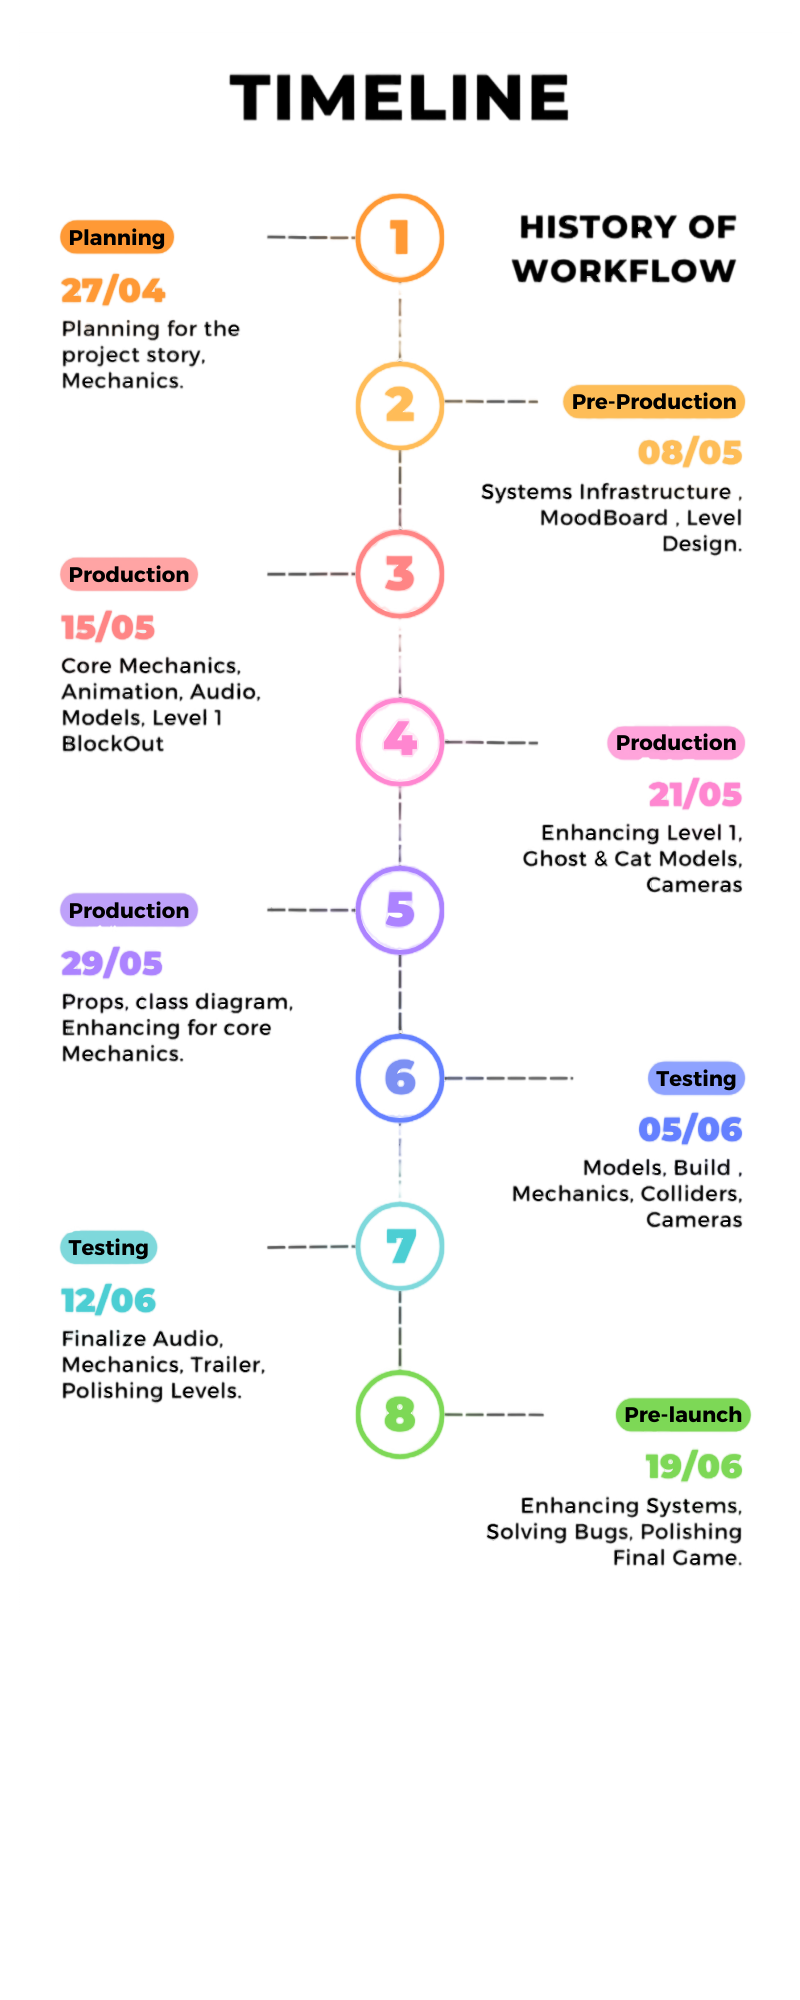 TIMELINE
HISTORY OF
WORKFLOW
1
Planning
27/04
Planning for the
project story,
Mechanics.
2
Pre-Production
08/05
Systems Infrastructure ,
MoodBoard , Level
Design.
3
Production
15/05
Core Mechanics,
Animation, Audio,
Models, Level 1
BlockOut
4
Production
21/05
Enhancing Level 1,
Ghost & Cat Models,
Cameras
5
Production
29/05
Props, class diagram,
Enhancing for core
Mechanics.
6
Testing
05/06
Models, Build ,
Mechanics, Colliders,
Cameras
7
Testing
12/06
Finalize Audio,
Mechanics, Trailer,
Polishing Levels.
8
Pre-launch
19/06
Enhancing Systems,
Solving Bugs, Polishing
Final Game.